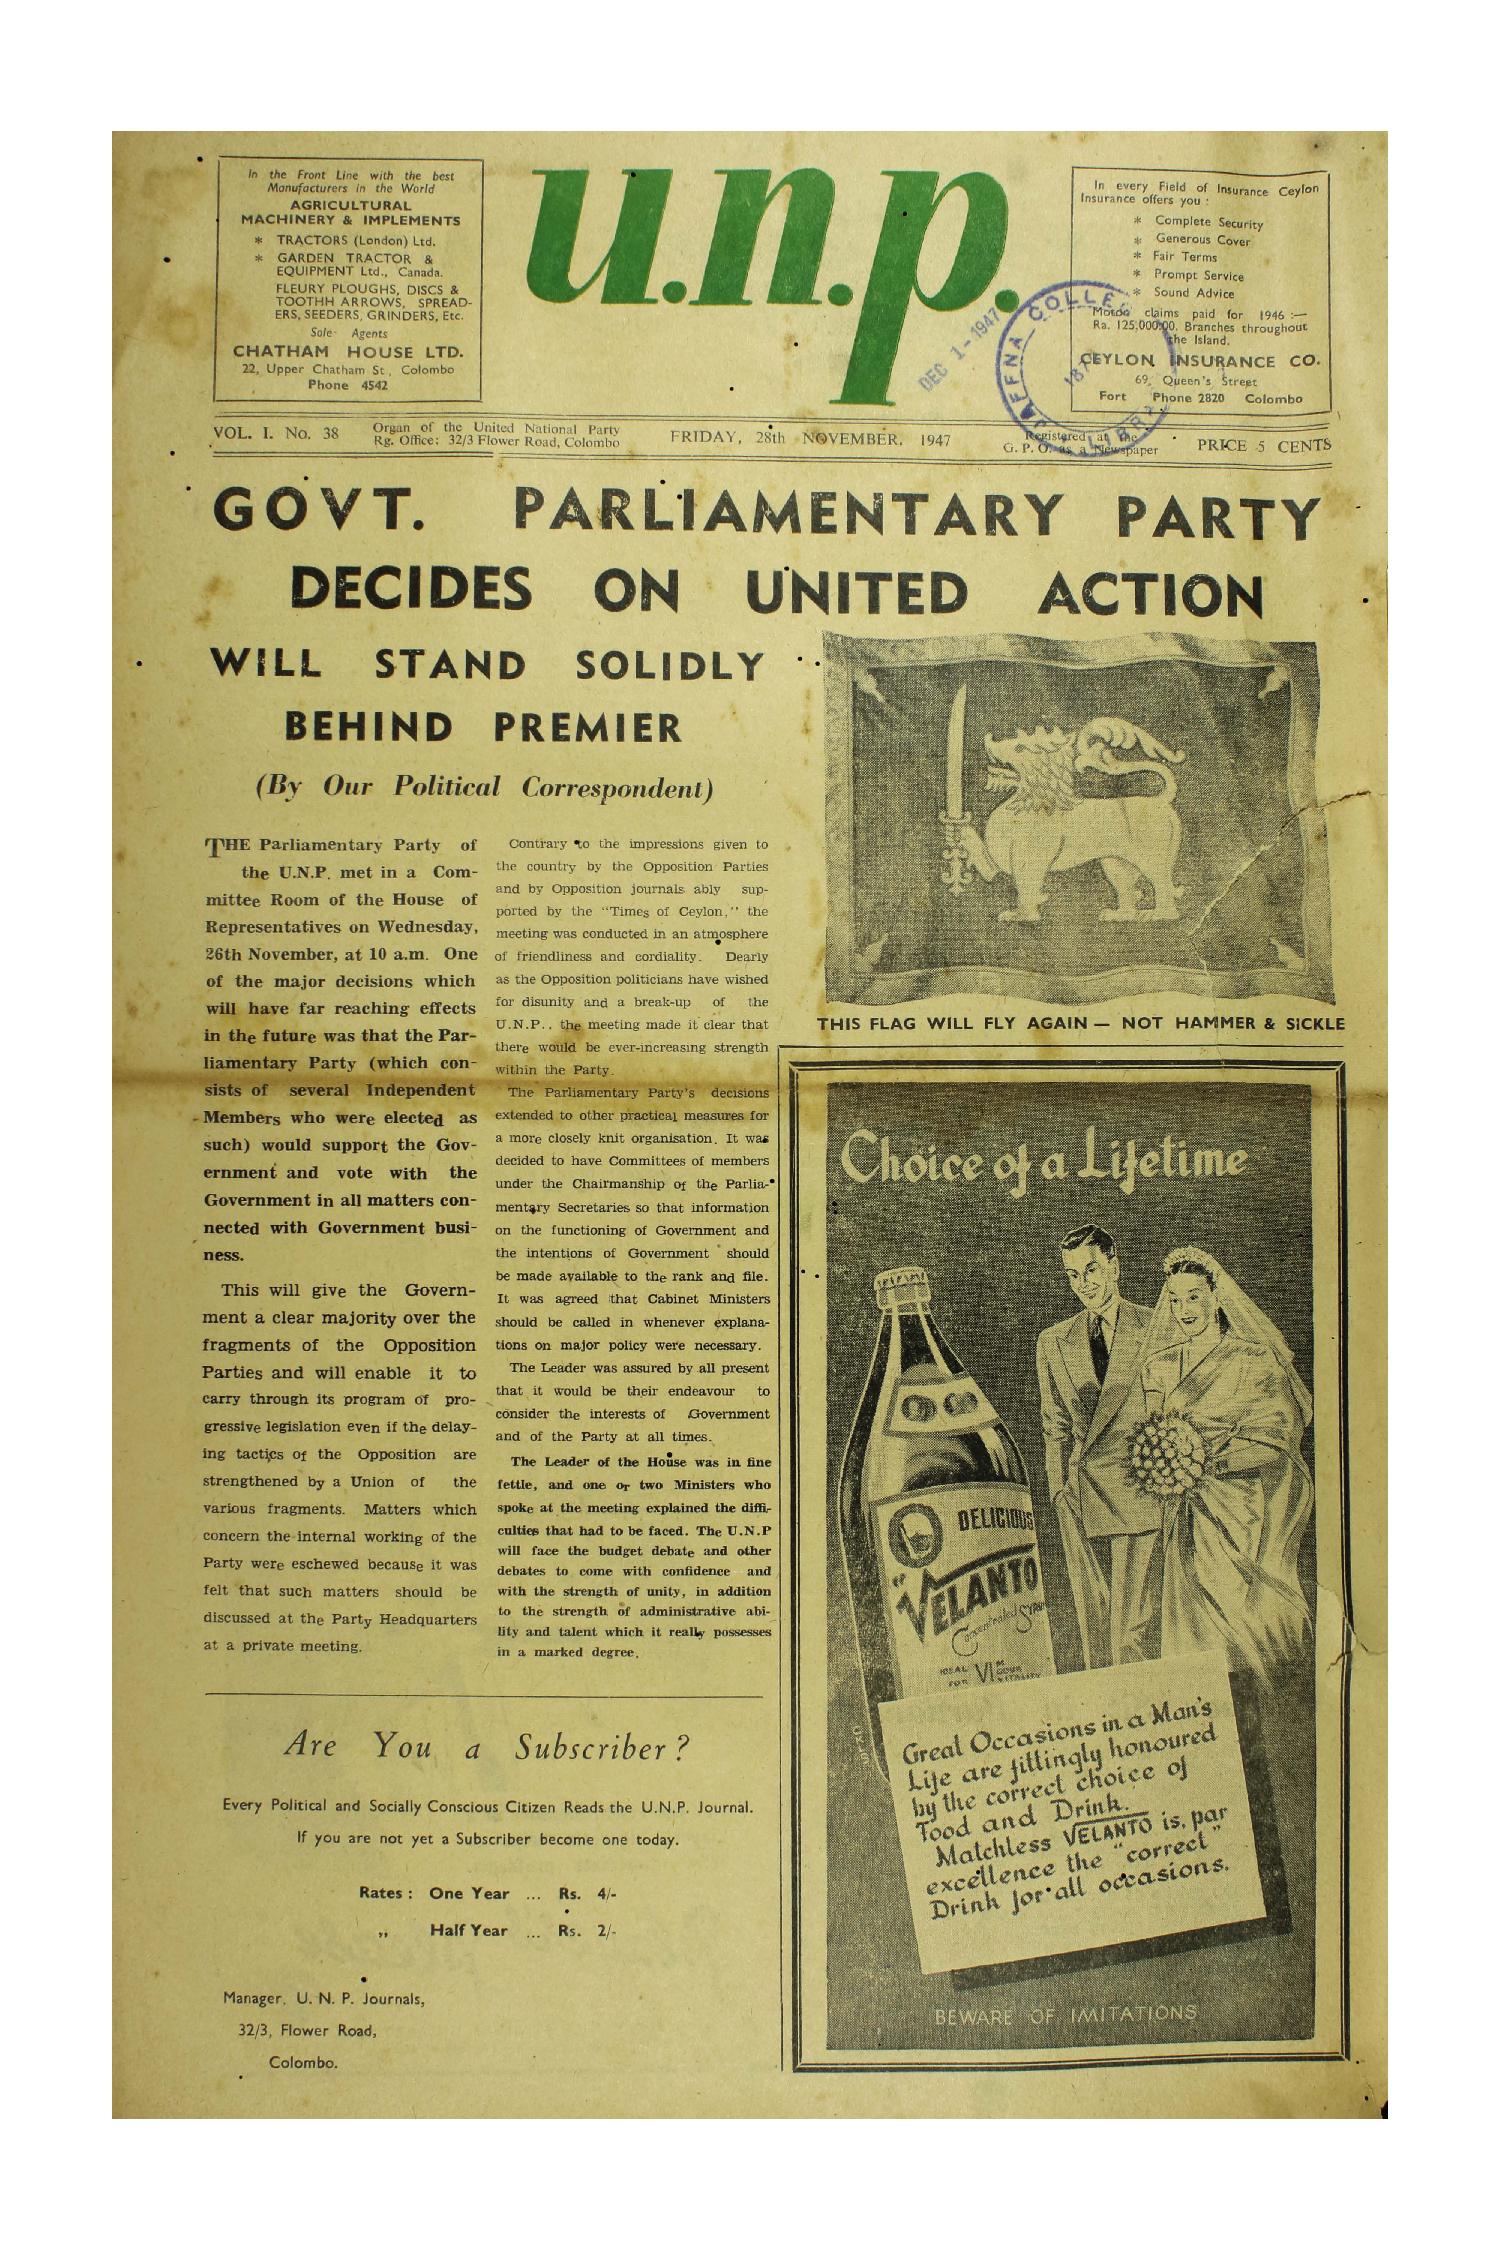 In the Front Line with the best
Manufacturers in the World
AGRICULTURAL
MACHINERY & IMPLEMENTS
* TRACTORS (London) Ltd.
* GARDEN TRACTOR &
EQUIPMENT Ltd., Canada.
FLEURY PLOUGHS, DISCS &
TOOTHH ARROWS, SPREAD-
ERS, SEEDERS, GRINDERS, Etc.
Sole Agents
CHATHAM HOUSE LTD.
22, Upper Chatham St., Colombo
Phone 4542
u.n.p.
In every Field of Insurance Ceylon
Insurance offers you :
* Complete Security
* Generous Cover
* Fair Terms
* Prompt Service
* Sound Advice
Motor claims paid for 1946 :—
Ra. 125,000.00. Branches throughout
the Island.
CEYLON INSURANCE CO.
69, Queen's Street
Fort Phone 2820 Colombo
DEC 1 - 1947
JAFFNA COLLEGE
LIBRARY
VOL. I. No. 38
Organ of the United National Party
Rg. Office: 32/3 Flower Road, Colombo
FRIDAY, 28th NOVEMBER, 1947
Registered at the
G. P. O. as a Newspaper
PRICE 5 CENTS
GOVT. PARLIAMENTARY PARTY
DECIDES ON UNITED ACTION
WILL STAND SOLIDLY
BEHIND PREMIER
(By Our Political Correspondent)
THE Parliamentary Party of
the U.N.P. met in a Com-
mittee Room of the House of
Representatives on Wednesday,
26th November, at 10 a.m. One
of the major decisions which
will have far reaching effects
in the future was that the Par-
liamentary Party (which con-
sists of several Independent
Members who were elected as
such) would support the Gov-
ernment and vote with the
Government in all matters con-
nected with Government busi-
ness.
This will give the Govern-
ment a clear majority over the
fragments of the Opposition
Parties and will enable it to
carry through its program of pro-
gressive legislation even if the delay-
ing tactics of the Opposition are
strengthened by a Union of the
various fragments. Matters which
concern the internal working of the
Party were eschewed because it was
felt that such matters should be
discussed at the Party Headquarters
at a private meeting.
Contrary to the impressions given to
the country by the Opposition Parties
and by Opposition journals ably sup-
ported by the "Times of Ceylon," the
meeting was conducted in an atmosphere
of friendliness and cordiality. Dearly
as the Opposition politicians have wished
for disunity and a break-up of the
U.N.P.. the meeting made it clear that
there would be ever-increasing strength
within the Party.
The Parliamentary Party's decisions
extended to other practical measures for
a more closely knit organisation. It was
decided to have Committees of members
under the Chairmanship of the Parlia-
mentary Secretaries so that information
on the functioning of Government and
the intentions of Government should
be made available to the rank and file.
It was agreed that Cabinet Ministers
should be called in whenever explana-
tions on major policy were necessary.
The Leader was assured by all present
that it would be their endeavour to
consider the interests of Government
and of the Party at all times.
The Leader of the House was in fine
fettle, and one or two Ministers who
spoke at the meeting explained the diffi-
culties that had to be faced. The U.N.P
will face the budget debate and other
debates to come with confidence and
with the strength of unity, in addition
to the strength of administrative abi-
lity and talent which it really possesses
in a marked degree.
THIS FLAG WILL FLY AGAIN — NOT HAMMER & SICKLE
Choice of a Lifetime
DELICIOUS
"VELANTO
Concentrated
IDEAL FOR VIM VIGOUR VITALITY
Great Occasions in a Man's
Life are fittingly honoured
by the correct choice of
Food and Drink.
Matchless VELANTO is, par
excellence the "correct"
Drink for all occasions.
BEWARE OF IMITATIONS
Are You a Subscriber?
Every Political and Socially Conscious Citizen Reads the U.N.P. Journal.
If you are not yet a Subscriber become one today.
Rates : One Year ... Rs. 4/-
,, Half Year ... Rs. 2/-
Manager, U. N. P. Journals,
32/3, Flower Road,
Colombo.